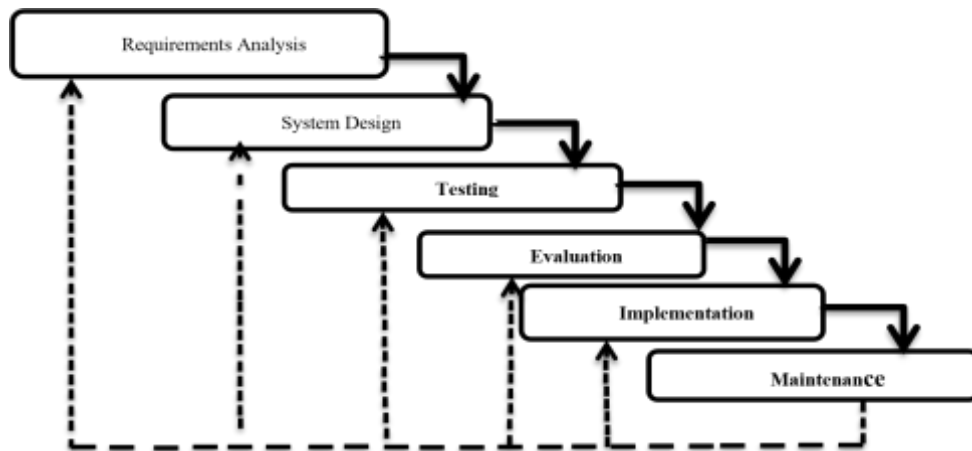 Requirements Analysis
System Design
Testing
Evaluation
Implementation
Maintenance